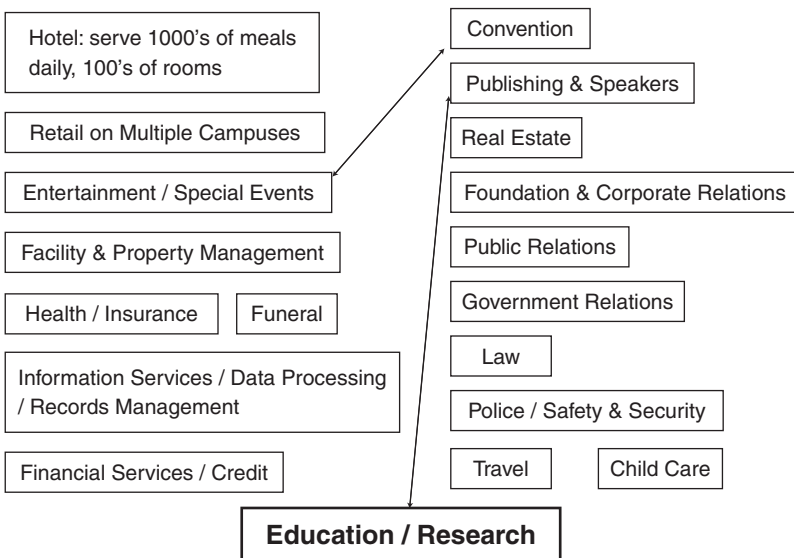 Hotel: serve 1000's of meals
daily, 100's of rooms
Retail on Multiple Campuses
Entertainment / Special Events
Facility & Property Management
Health / Insurance
Funeral
Information Services / Data Processing
/ Records Management
Financial Services / Credit
Convention
Publishing & Speakers
Real Estate
Foundation & Corporate Relations
Public Relations
Government Relations
Law
Police / Safety & Security
Travel
Child Care
Education / Research